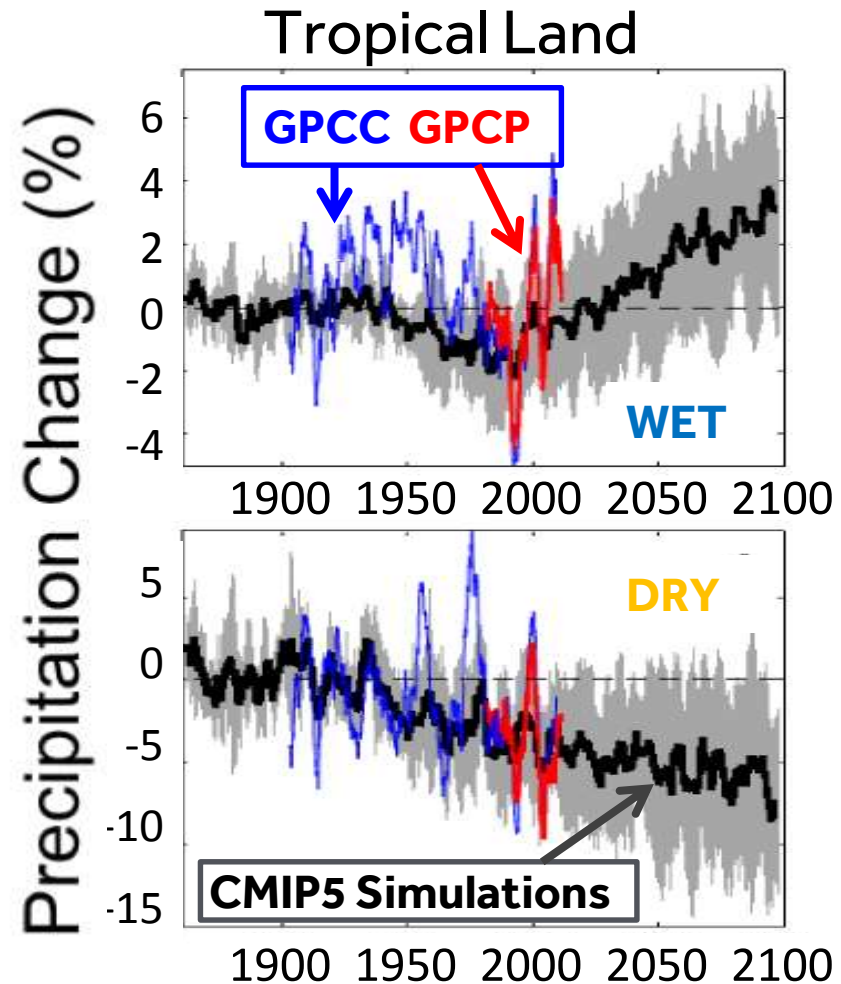 Tropical Land
Precipitation Change (%)
GPCC GPCP
6
4
2
0
-2
-4
WET
1900 1950 2000 2050 2100
5
0
-5
-10
-15
DRY
CMIP5 Simulations
1900 1950 2000 2050 2100